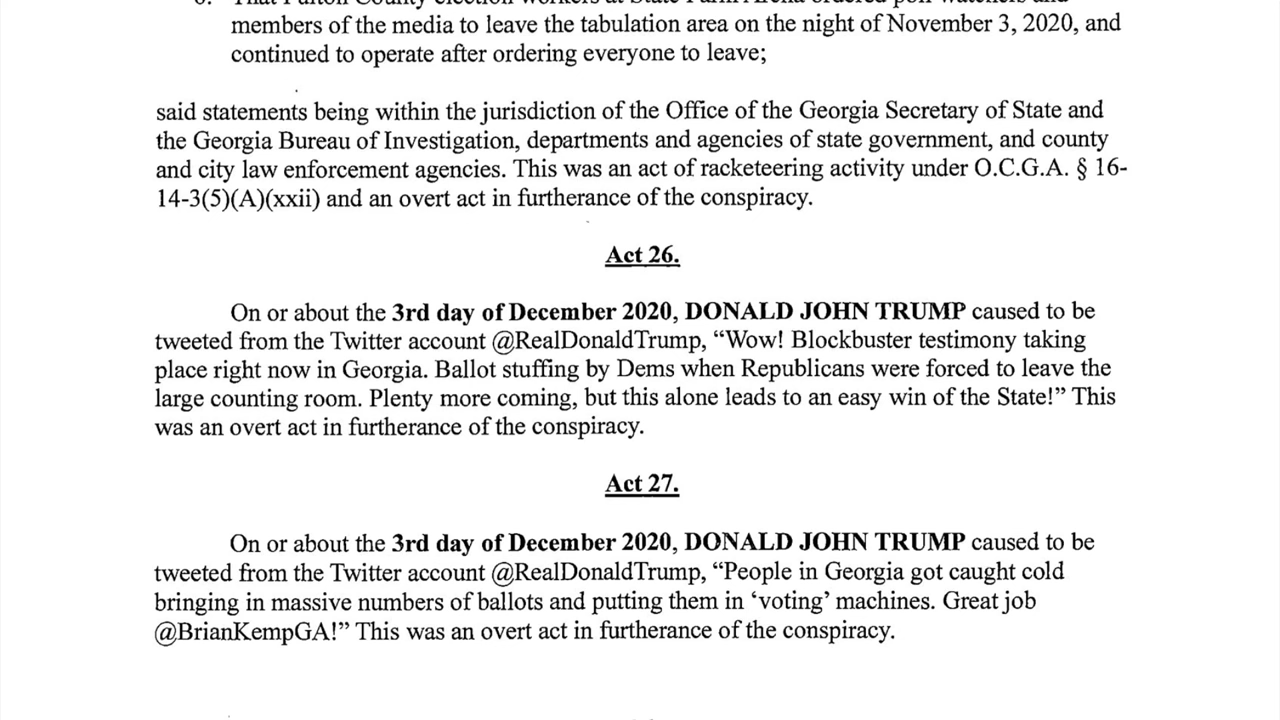 members of the media to leave the tabulation area on the night of November 3, 2020, and
continued to operate after ordering everyone to leave;
said statements being within the jurisdiction of the Office of the Georgia Secretary of State and
the Georgia Bureau of Investigation, departments and agencies of state government, and county
and city law enforcement agencies. This was an act of racketeering activity under O.C.G.A. § 16-
14-3(5)(A)(xxii) and an overt act in furtherance of the conspiracy.
Act 26.
On or about the 3rd day of December 2020, DONALD JOHN TRUMP caused to be
tweeted from the Twitter account @RealDonaldTrump, “Wow! Blockbuster testimony taking
place right now in Georgia. Ballot stuffing by Dems when Republicans were forced to leave the
large counting room. Plenty more coming, but this alone leads to an easy win of the State!” This
was an overt act in furtherance of the conspiracy.
Act 27.
On or about the 3rd day of December 2020, DONALD JOHN TRUMP caused to be
tweeted from the Twitter account @RealDonaldTrump, “People in Georgia got caught cold
bringing in massive numbers of ballots and putting them in ‘voting’ machines. Great job
@BrianKempGA!” This was an overt act in furtherance of the conspiracy.